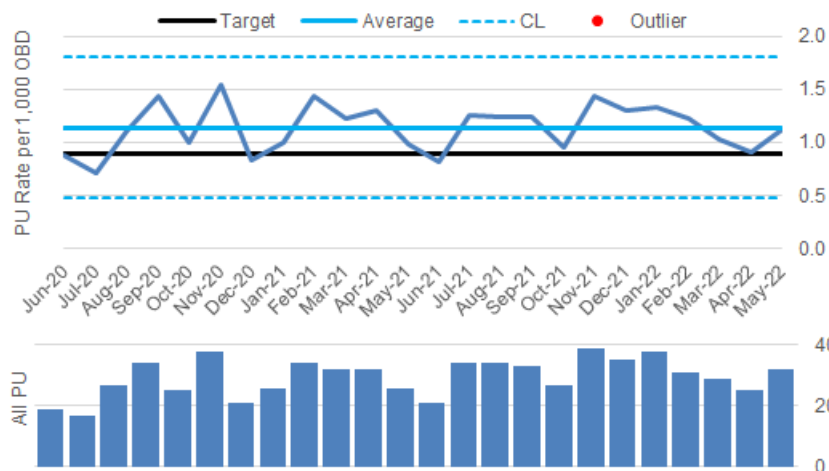 Target Average CL Outlier
PU Rate per 1,000 OBD
2.0
1.5
1.0
0.5
0.0
Jun-20 Jul-20 Aug-20 Sep-20 Oct-20 Nov-20 Dec-20 Jan-21 Feb-21 Mar-21 Apr-21 May-21 Jun-21 Jul-21 Aug-21 Sep-21 Oct-21 Nov-21 Dec-21 Jan-22 Feb-22 Mar-22 Apr-22 May-22
All PU
40
20
0